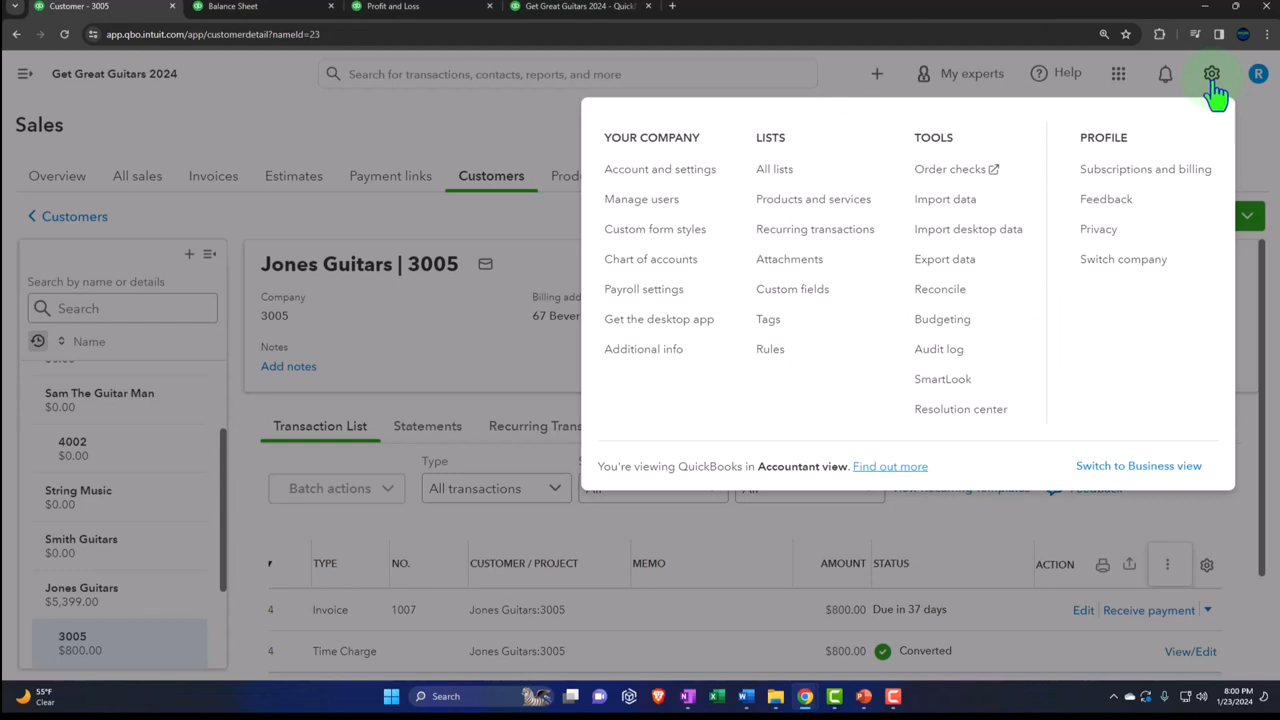 Customer - 3005
Balance Sheet
Profit and Loss
Get Great Guitars 2024 - Quick
app.qbo.intuit.com/app/customerdetail?nameId=23
Get Great Guitars 2024
Search for transactions, contacts, reports, and more
My experts
Help
R
Sales
Overview
All sales
Invoices
Estimates
Payment links
Customers
Customers
YOUR COMPANY
Account and settings
Manage users
Custom form styles
Chart of accounts
Payroll settings
Get the desktop app
Additional info
LISTS
All lists
Products and services
Recurring transactions
Attachments
Custom fields
Tags
Rules
TOOLS
Order checks
Import data
Import desktop data
Export data
Reconcile
Budgeting
Audit log
SmartLook
Resolution center
PROFILE
Subscriptions and billing
Feedback
Privacy
Switch company
You're viewing QuickBooks in Accountant view. Find out more
Switch to Business view
Search by name or details
Search
Name
Sam The Guitar Man
$0.00
4002
$0.00
String Music
$0.00
Smith Guitars
$0.00
Jones Guitars
$5,399.00
3005
$800.00
Jones Guitars | 3005
Company
3005
Billing add
67 Bever
Notes
Add notes
Transaction List
Statements
Recurring Trans
Type
Batch actions
All transactions
TYPE NO. CUSTOMER / PROJECT MEMO AMOUNT STATUS ACTION
4 Invoice 1007 Jones Guitars:3005 $800.00 Due in 37 days Edit Receive payment
4 Time Charge Jones Guitars:3005 $800.00 Converted View/Edit
55°F
Clear
Search
8:00 PM
1/23/2024